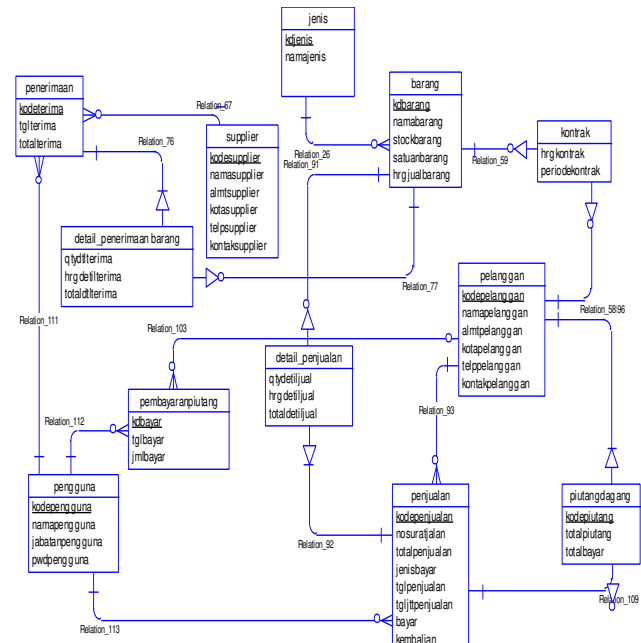 jenis
kdjenis
namajenis
penerimaan
kodeterima
tglterima
totalterima
barang
kdbarang
namabarang
stockbarang
satuanbarang
hrgjualbarang
Relation_67
supplier
kodesupplier
namasupplier
almtsupplier
kotasupplier
telpsupplier
kontaksupplier
kontrak
hrgkontrak
periodekontrak
Relation_76
Relation_91
Relation_26
Relation_59
detail_penerimaan barang
qtydtlterima
hrgdetilterima
totaldtlterima
Relation_77
pelanggan
kodepelanggan
namapelanggan
almtpelanggan
kotapelanggan
telppelanggan
kontakpelanggan
Relation_111
Relation_103
detail_penjualan
qtydetiljual
hrgdetiljual
totaldetiljual
pembayaranpiutang
kdbayar
tglbayar
jmlbayar
Relation_93
Relation_112
pengguna
kodepengguna
namapengguna
jabatanpengguna
pwdpengguna
penjualan
kodepenjualan
nosuratjalan
totalpenjualan
jenisbayar
tglpenjualan
tgljttpenjualan
bayar
kembalian
piutangdagang
kodepiutang
totalpiutang
totalbayar
Relation_92
Relation_109
Relation_113